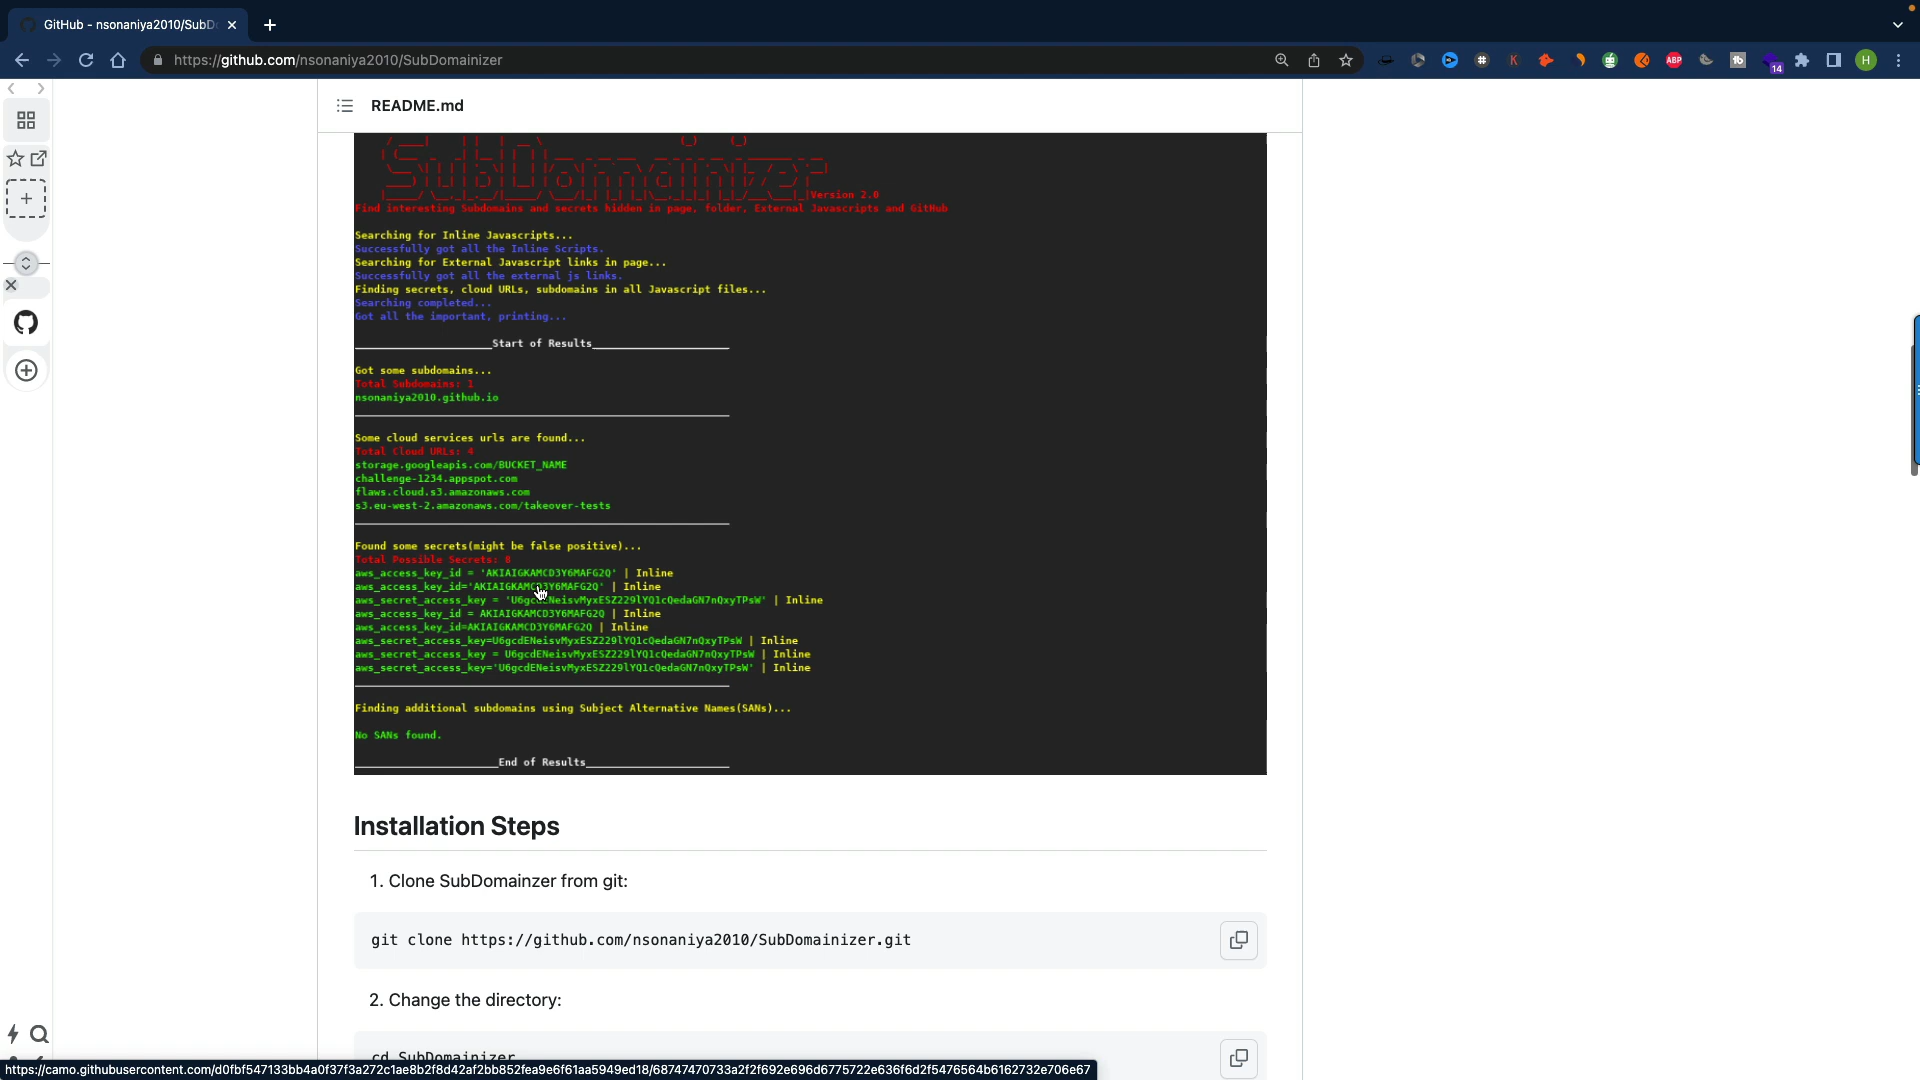 GitHub - nsonaniya2010/SubD
https://github.com/nsonaniya2010/SubDomainizer
K
ABP
14
H
README.md
Version 2.0
Find interesting Subdomains and secrets hidden in page, folder, External Javascripts and GitHub
Searching for Inline Javascripts...
Successfully got all the Inline Scripts.
Searching for External Javascript links in page...
Successfully got all the external js links.
Finding secrets, cloud URLs, subdomains in all Javascript files...
Searching completed...
Got all the important, printing...
Start of Results
Got some subdomains...
Total Subdomains: 1
nsonaniya2010.github.io
Some cloud services urls are found...
Total Cloud URLs: 4
storage.googleapis.com/BUCKET_NAME
challenge-1234.appspot.com
flaws.cloud.s3.amazonaws.com
s3.eu-west-2.amazonaws.com/takeover-tests
Found some secrets(might be false positive)...
Total Possible Secrets: 8
aws_access_key_id = 'AKIAIGKAMCD3Y6MAFG2Q' | Inline
aws_access_key_id='AKIAIGKAMCD3Y6MAFG2Q' | Inline
aws_secret_access_key = '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' | Inline
aws_access_key_id = AKIAIGKAMCD3Y6MAFG2Q | Inline
aws_access_key_id=AKIAIGKAMCD3Y6MAFG2Q | Inline
aws_secret_access_key=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 | Inline
aws_secret_access_key = U6gcdENeisvMyxESZ229lYQ1cQedaGN7nQxyTPsW | Inline
aws_secret_access_key='U6gcdENeisvMyxESZ229lYQ1cQedaGN7nQxyTPsW' | Inline
Finding additional subdomains using Subject Alternative Names(SANs)...
No SANs found.
End of Results
Installation Steps
1. Clone SubDomainzer from git:
git clone https://github.com/nsonaniya2010/SubDomainizer.git
2. Change the directory:
cd SubDomainizer
https://camo.githubusercontent.com/d0fbf547133bb4a0f37f3a272c1ae8b2f8d42af2bb852fea9e6f61aa5949ed18/68747470733a2f2f692e696d6775722e636f6d2f5476564b6162732e706e67